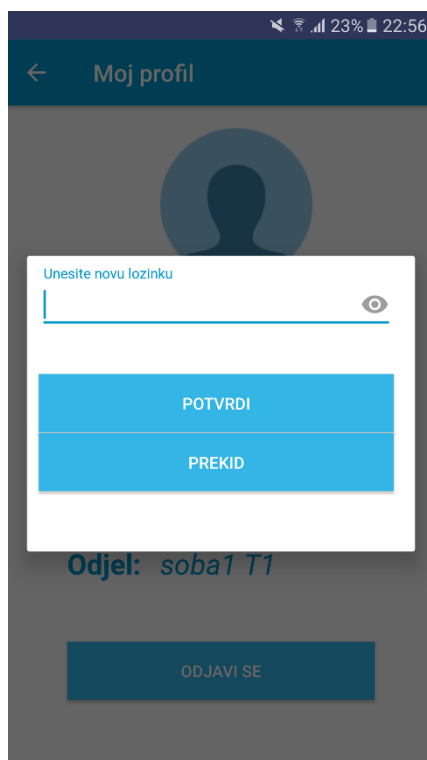 23% 22:56
Moj profil
Unesite novu lozinku
POTVRDI
PREKID
Odjel: soba1 T1
ODJAVI SE